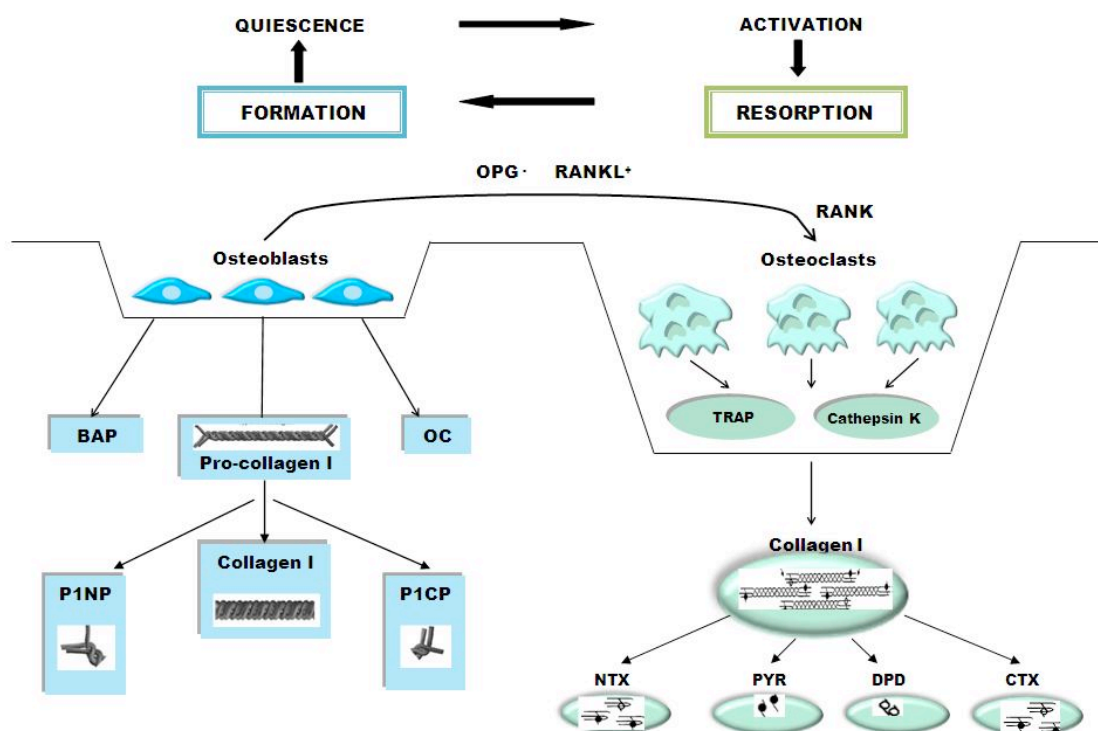 QUIESCENCE
ACTIVATION
FORMATION
RESORPTION
OPG - RANKL+
RANK
Osteoblasts
Osteoclasts
BAP
Pro-collagen I
OC
TRAP
Cathepsin K
P1NP
Collagen I
P1CP
Collagen I
NTX
PYR
DPD
CTX